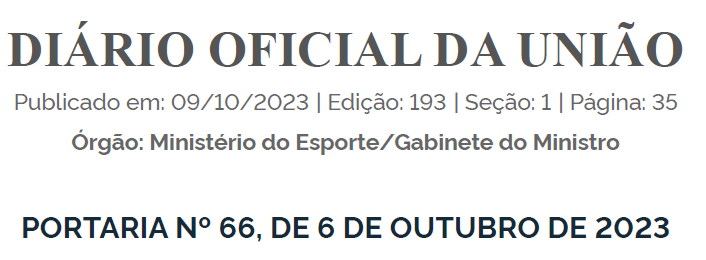 DIÁRIO OFICIAL DA UNIÃO
Publicado em: 09/10/2023 | Edição: 193 | Seção: 1 | Página: 35
Órgão: Ministério do Esporte/Gabinete do Ministro
PORTARIA Nº 66, DE 6 DE OUTUBRO DE 2023